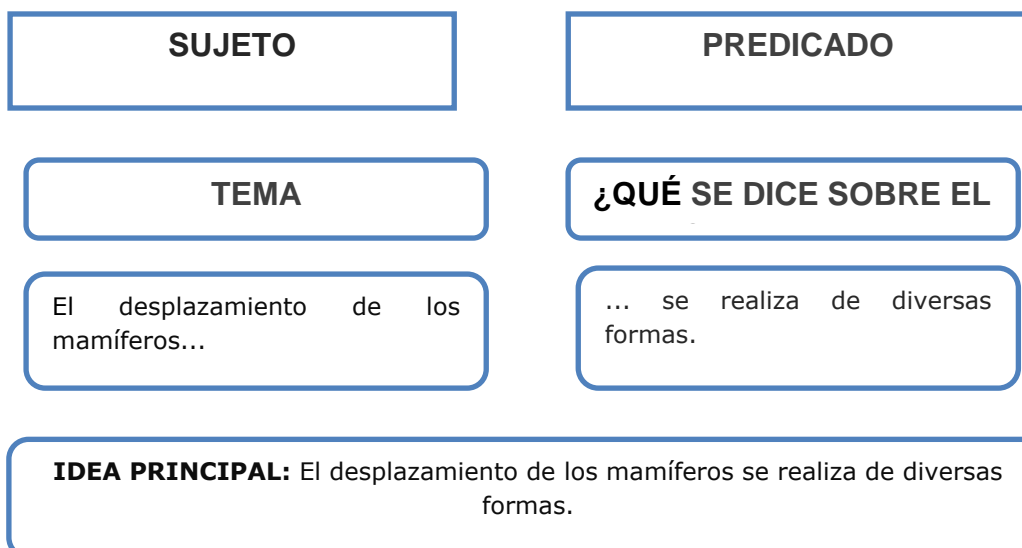 SUJETO
PREDICADO
TEMA
¿QUÉ SE DICE SOBRE EL
El desplazamiento de los
mamíferos...
... se realiza de diversas
formas.
IDEA PRINCIPAL: El desplazamiento de los mamíferos se realiza de diversas
formas.